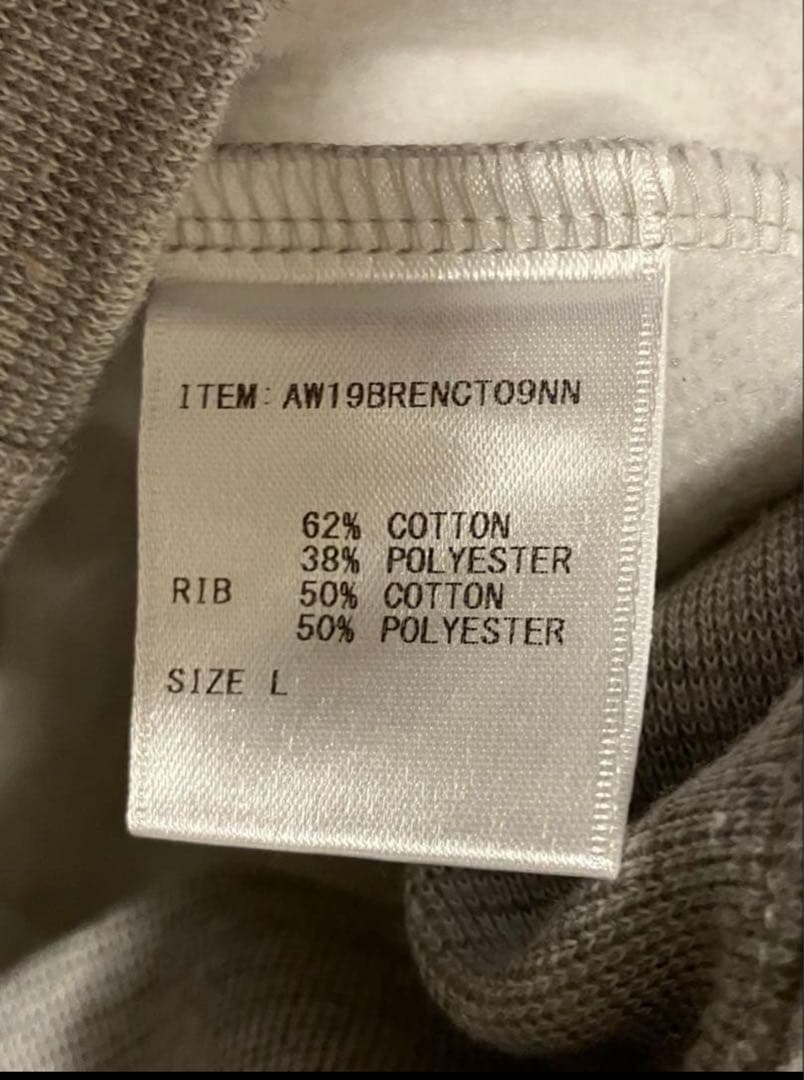 ITEM: AW19BRENCT09NN
62% COTTON
38% POLYESTER
RIB 50% COTTON
50% POLYESTER
SIZE L